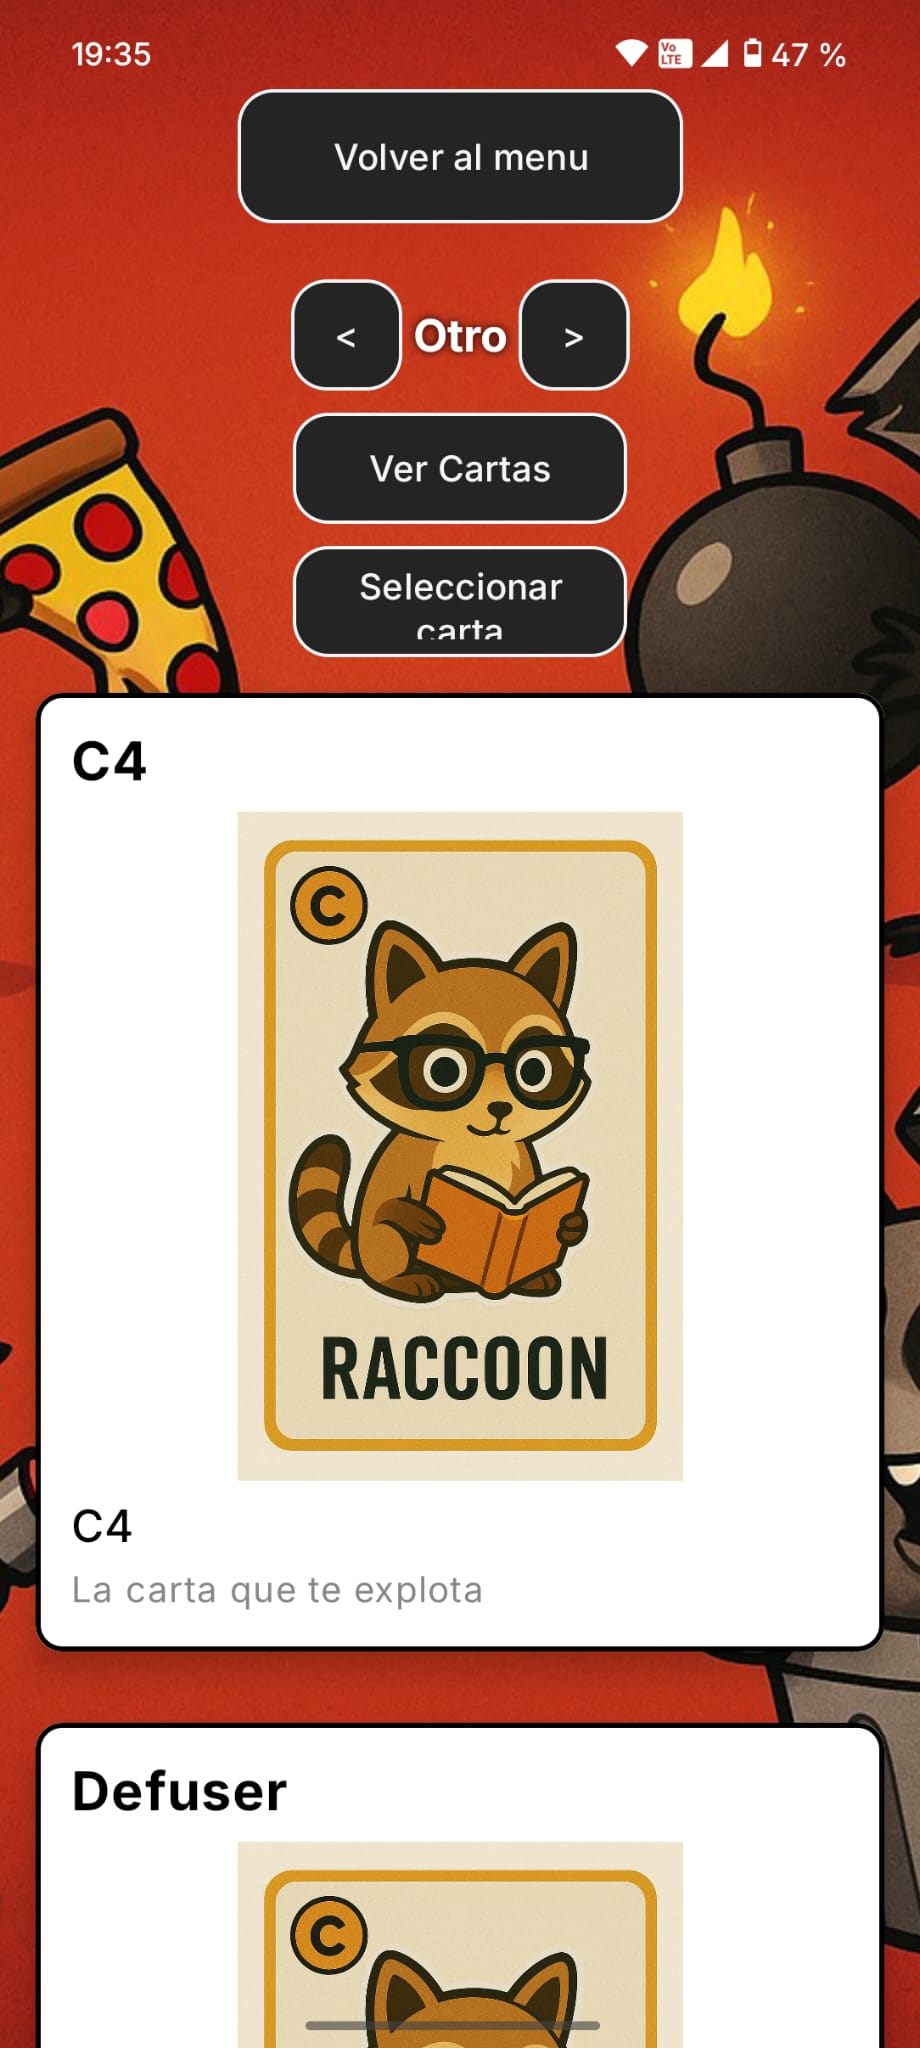 19:35
Vo LTE
47 %
Volver al menu
< Otro >
Ver Cartas
Seleccionar
carta
C4
C
RACCOON
C4
La carta que te explota
Defuser
C